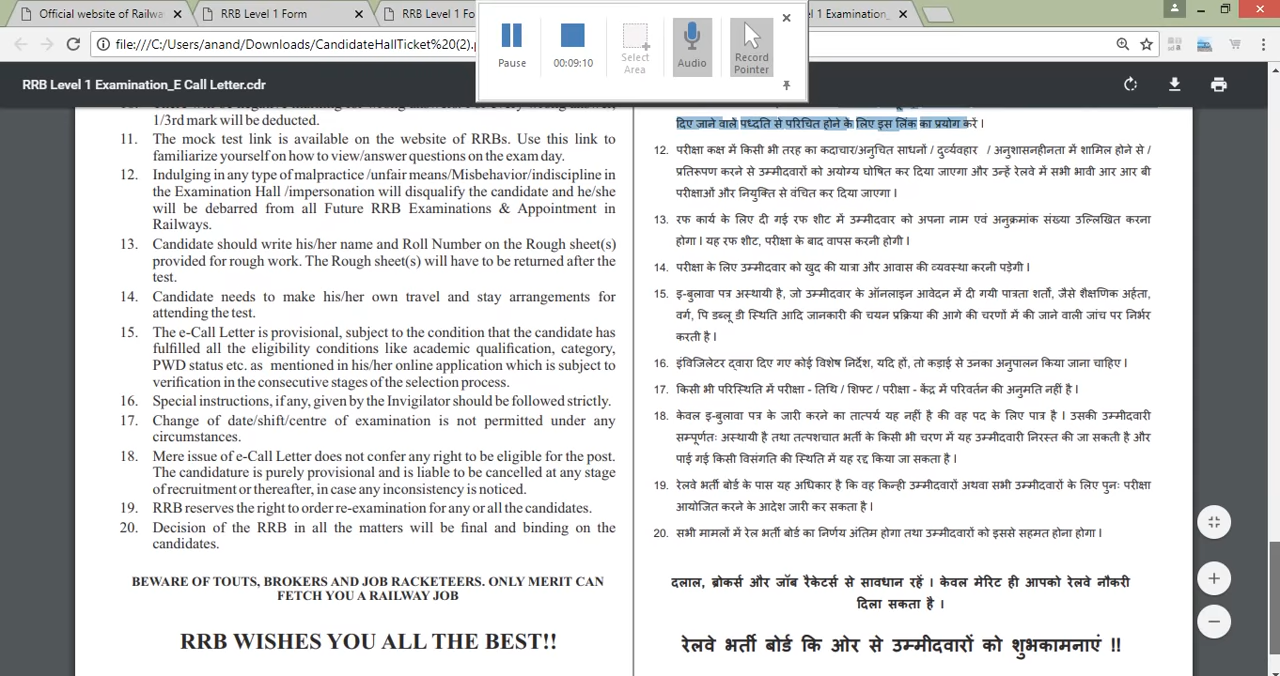 Official website of Railwa
RRB Level 1 Form
RRB Level 1 Fo
l 1 Examination_
file:///C:/Users/anand/Downloads/CandidateHallTicket%20(2).p
Pause
00:09:10
Select
Area
Audio
Record
Pointer
RRB Level 1 Examination_E Call Letter.cdr
1/3rd mark will be deducted.
11. The mock test link is available on the website of RRBs. Use this link to
familiarize yourself on how to view/answer questions on the exam day.
12. Indulging in any type of malpractice /unfair means/Misbehavior/indiscipline in
the Examination Hall /impersonation will disqualify the candidate and he/she
will be debarred from all Future RRB Examinations & Appointment in
Railways.
13. Candidate should write his/her name and Roll Number on the Rough sheet(s)
provided for rough work. The Rough sheet(s) will have to be returned after the
test.
14. Candidate needs to make his/her own travel and stay arrangements for
attending the test.
15. The e-Call Letter is provisional, subject to the condition that the candidate has
fulfilled all the eligibility conditions like academic qualification, category,
PWD status etc. as mentioned in his/her online application which is subject to
verification in the consecutive stages of the selection process.
16. Special instructions, if any, given by the Invigilator should be followed strictly.
17. Change of date/shift/centre of examination is not permitted under any
circumstances.
18. Mere issue of e-Call Letter does not confer any right to be eligible for the post.
The candidature is purely provisional and is liable to be cancelled at any stage
of recruitment or thereafter, in case any inconsistency is noticed.
19. RRB reserves the right to order re-examination for any or all the candidates.
20. Decision of the RRB in all the matters will be final and binding on the
candidates.
BEWARE OF TOUTS, BROKERS AND JOB RACKETEERS. ONLY MERIT CAN
FETCH YOU A RAILWAY JOB
RRB WISHES YOU ALL THE BEST!!
दिए जाने वाले पध्दति से परिचित होने के लिए इस लिंक का प्रयोग करें ।
12. परीक्षा कक्ष में किसी भी तरह का कदाचार/अनुचित साधनों / दुर्व्यवहार / अनुशासनहीनता में शामिल होने से /
प्रतिरूपण करने से उम्मीदवारों को अयोग्य घोषित कर दिया जाएगा और उन्हें रेलवे में सभी भावी आर आर बी
परीक्षाओं और नियुक्ति से वंचित कर दिया जाएगा ।
13. रफ कार्य के लिए दी गई रफ शीट में उम्मीदवार को अपना नाम एवं अनुक्रमांक संख्या उल्लिखित करना
होगा । यह रफ शीट, परीक्षा के बाद वापस करनी होगी ।
14. परीक्षा के लिए उम्मीदवार को खुद की यात्रा और आवास की व्यवस्था करनी पड़ेगी ।
15. इ-बुलावा पत्र अस्थायी है, जो उम्मीदवार के ऑनलाइन आवेदन में दी गयी पात्रता शर्तो, जैसे शैक्षणिक अर्हता,
वर्ग, पि डब्लू डी स्थिति आदि जानकारी की चयन प्रक्रिया की आगे की चरणों में की जाने वाली जांच पर निर्भर
करती है ।
16. इंविजिलेटर द्वारा दिए गए कोई विशेष निर्देश, यदि हों, तो कड़ाई से उनका अनुपालन किया जाना चाहिए ।
17. किसी भी परिस्थिति में परीक्षा - तिथि / शिफ्ट / परीक्षा - केंद्र में परिवर्तन की अनुमति नहीं है ।
18. केवल इ-बुलावा पत्र के जारी करने का तात्पर्य यह नहीं है की वह पद के लिए पात्र है । उसकी उम्मीदवारी
सम्पूर्णतः अस्थायी है तथा तत्पशचात भर्ती के किसी भी चरण में यह उम्मीदवारी निरस्त की जा सकती है और
पाई गई किसी विसंगति की स्थिति में यह रद्द किया जा सकता है ।
19. रेलवे भर्ती बोर्ड के पास यह अधिकार है कि वह किन्ही उम्मीदवारों अथवा सभी उम्मीदवारों के लिए पुनः परीक्षा
आयोजित करने के आदेश जारी कर सकता है ।
20. सभी मामलों में रेल भर्ती बोर्ड का निर्णय अंतिम होगा तथा उम्मीदवारों को इससे सहमत होना होगा ।
दलाल, ब्रोकर्स और जॉब रैकेटर्स से सावधान रहें । केवल मेरिट ही आपको रेलवे नौकरी
दिला सकता है ।
रेलवे भर्ती बोर्ड कि ओर से उम्मीदवारों को शुभकामनाएं !!